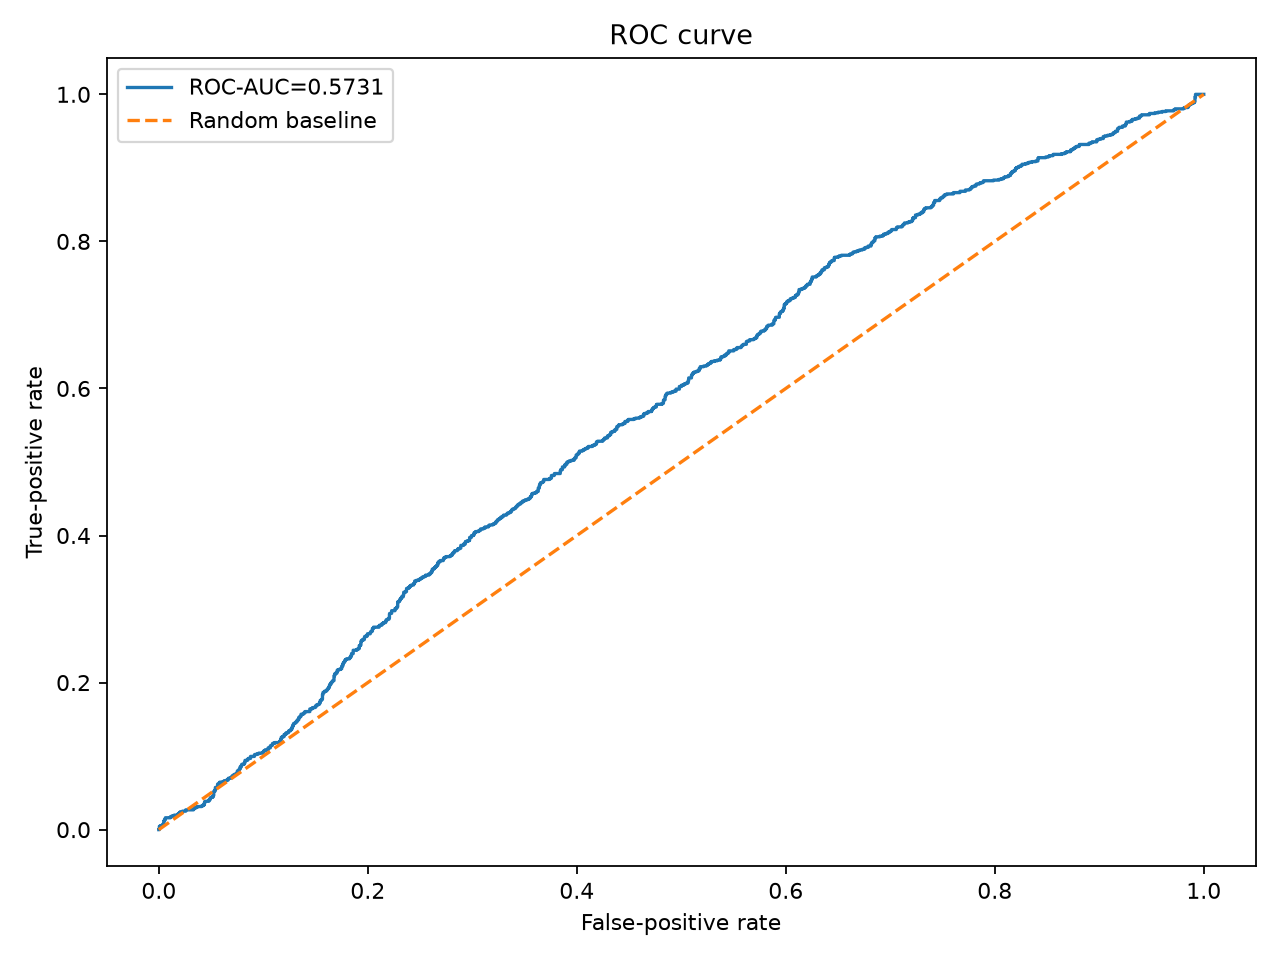 ROC curve
ROC-AUC=0.5731
Random baseline
1.0
0.8
0.6
0.4
0.2
0.0
True-positive rate
0.0 0.2 0.4 0.6 0.8 1.0
False-positive rate